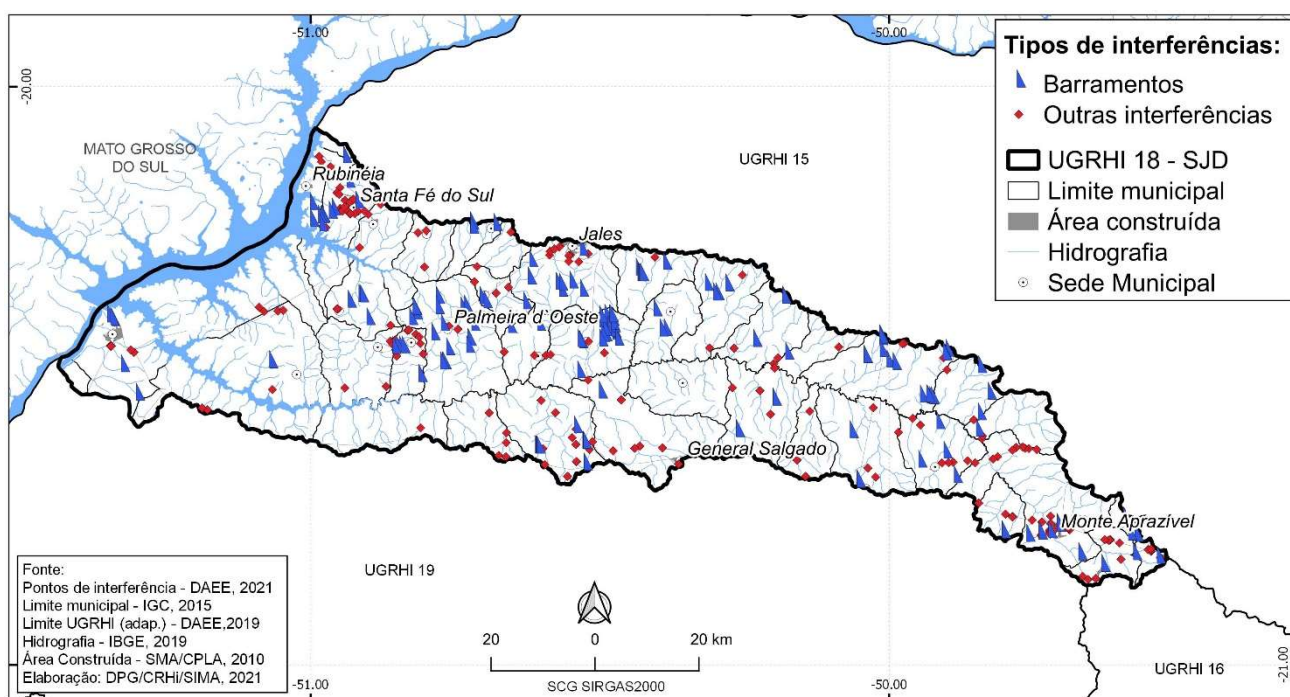 -51.00
-50.00
-20.00
MATO GROSSO
DO SUL
UGRHI 15
Rubinéia
Santa Fé do Sul
Jales
Palmeira d`Oeste
General Salgado
Monte Aprazível
UGRHI 19
UGRHI 16
Tipos de interferências:
Barramentos
Outras interferências
UGRHI 18 - SJD
Limite municipal
Área construída
Hidrografia
Sede Municipal
Fonte:
Pontos de interferência - DAEE, 2021
Limite municipal - IGC, 2015
Limite UGRHI (adap.) - DAEE,2019
Hidrografia - IBGE, 2019
Área Construída - SMA/CPLA, 2010
Elaboração: DPG/CRHi/SIMA, 2021
20 0 20 km
SCG SIRGAS2000
-51.00
-50.00
-21.00